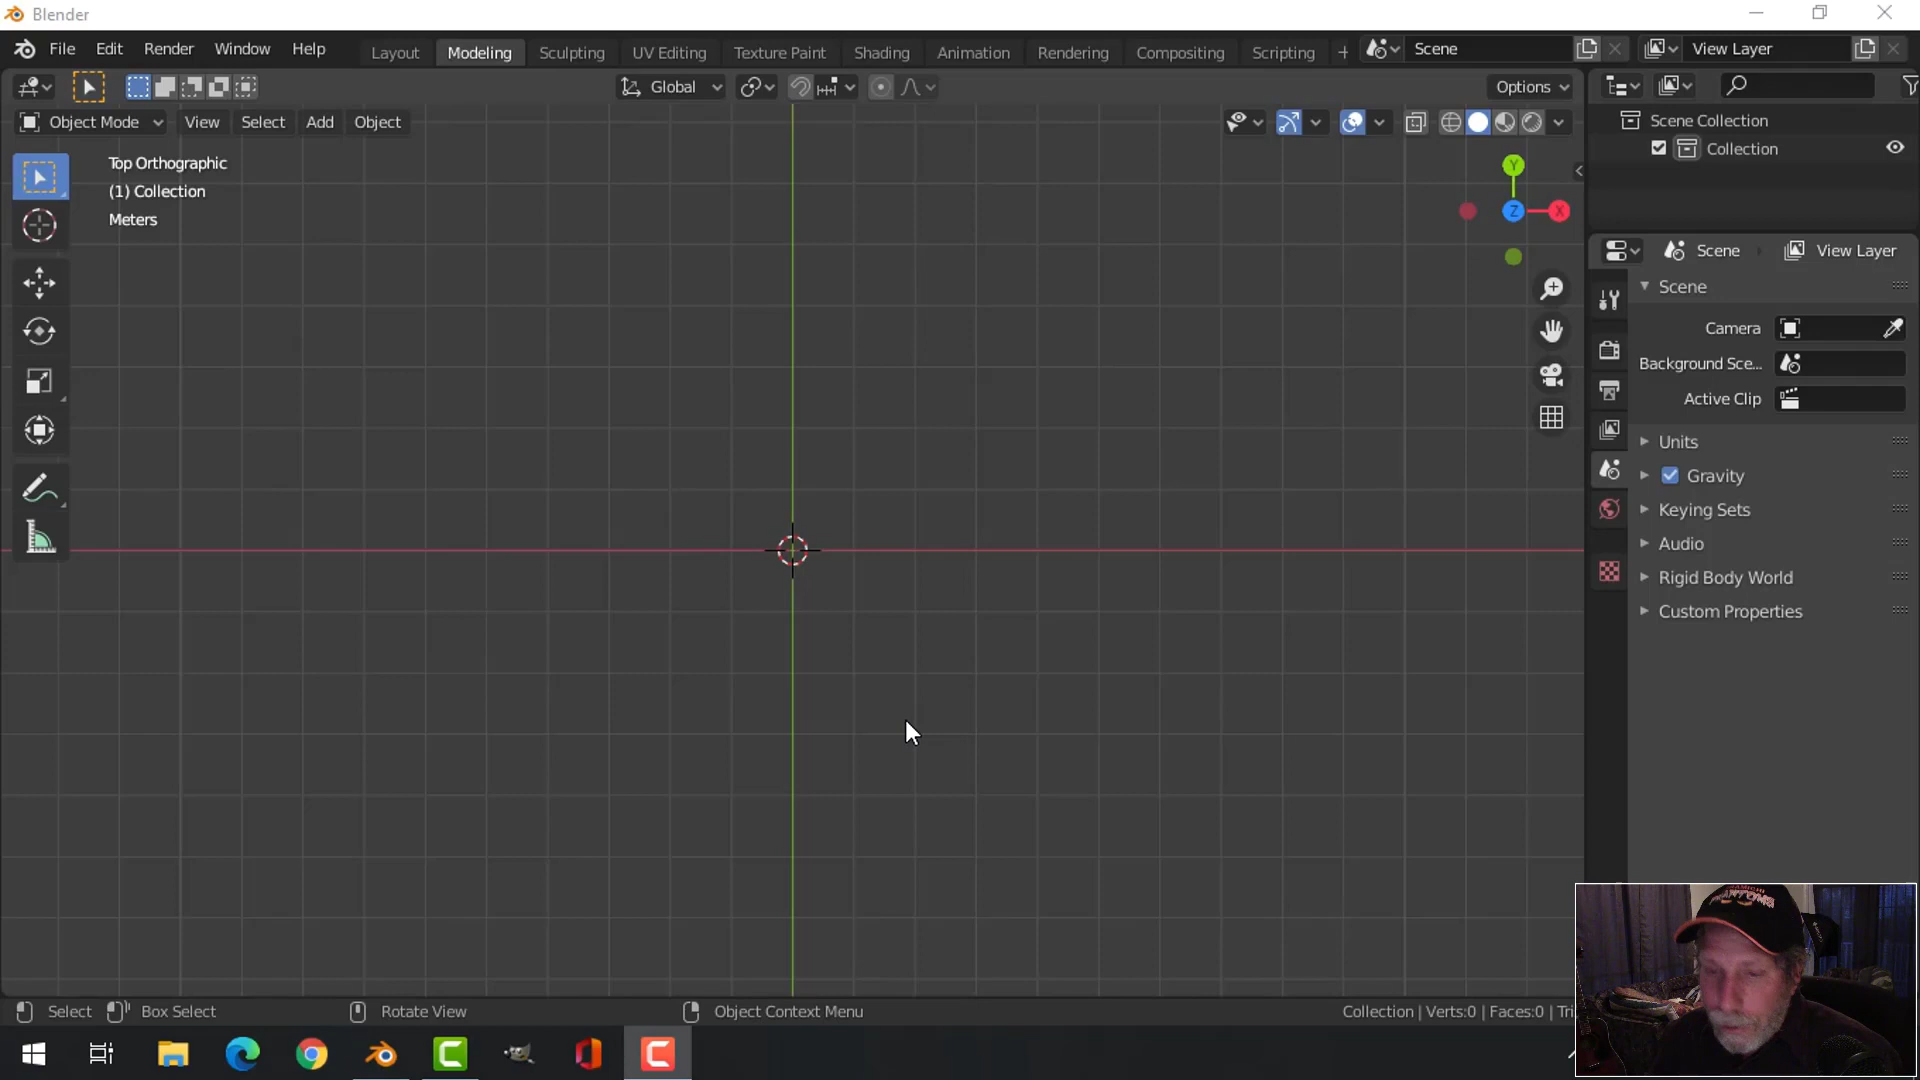 Blender
File Edit Render Window Help Layout Modeling Sculpting UV Editing Texture Paint Shading Animation Rendering Compositing Scripting + Scene View Layer
Global Options
Object Mode View Select Add Object
Top Orthographic
(1) Collection
Meters
Y
Z X
Scene Collection
Collection
Scene View Layer
Scene
Camera
Background Sce...
Active Clip
Units
Gravity
Keying Sets
Audio
Rigid Body World
Custom Properties
Select Box Select Rotate View Object Context Menu Collection | Verts:0 | Faces:0 | Tri